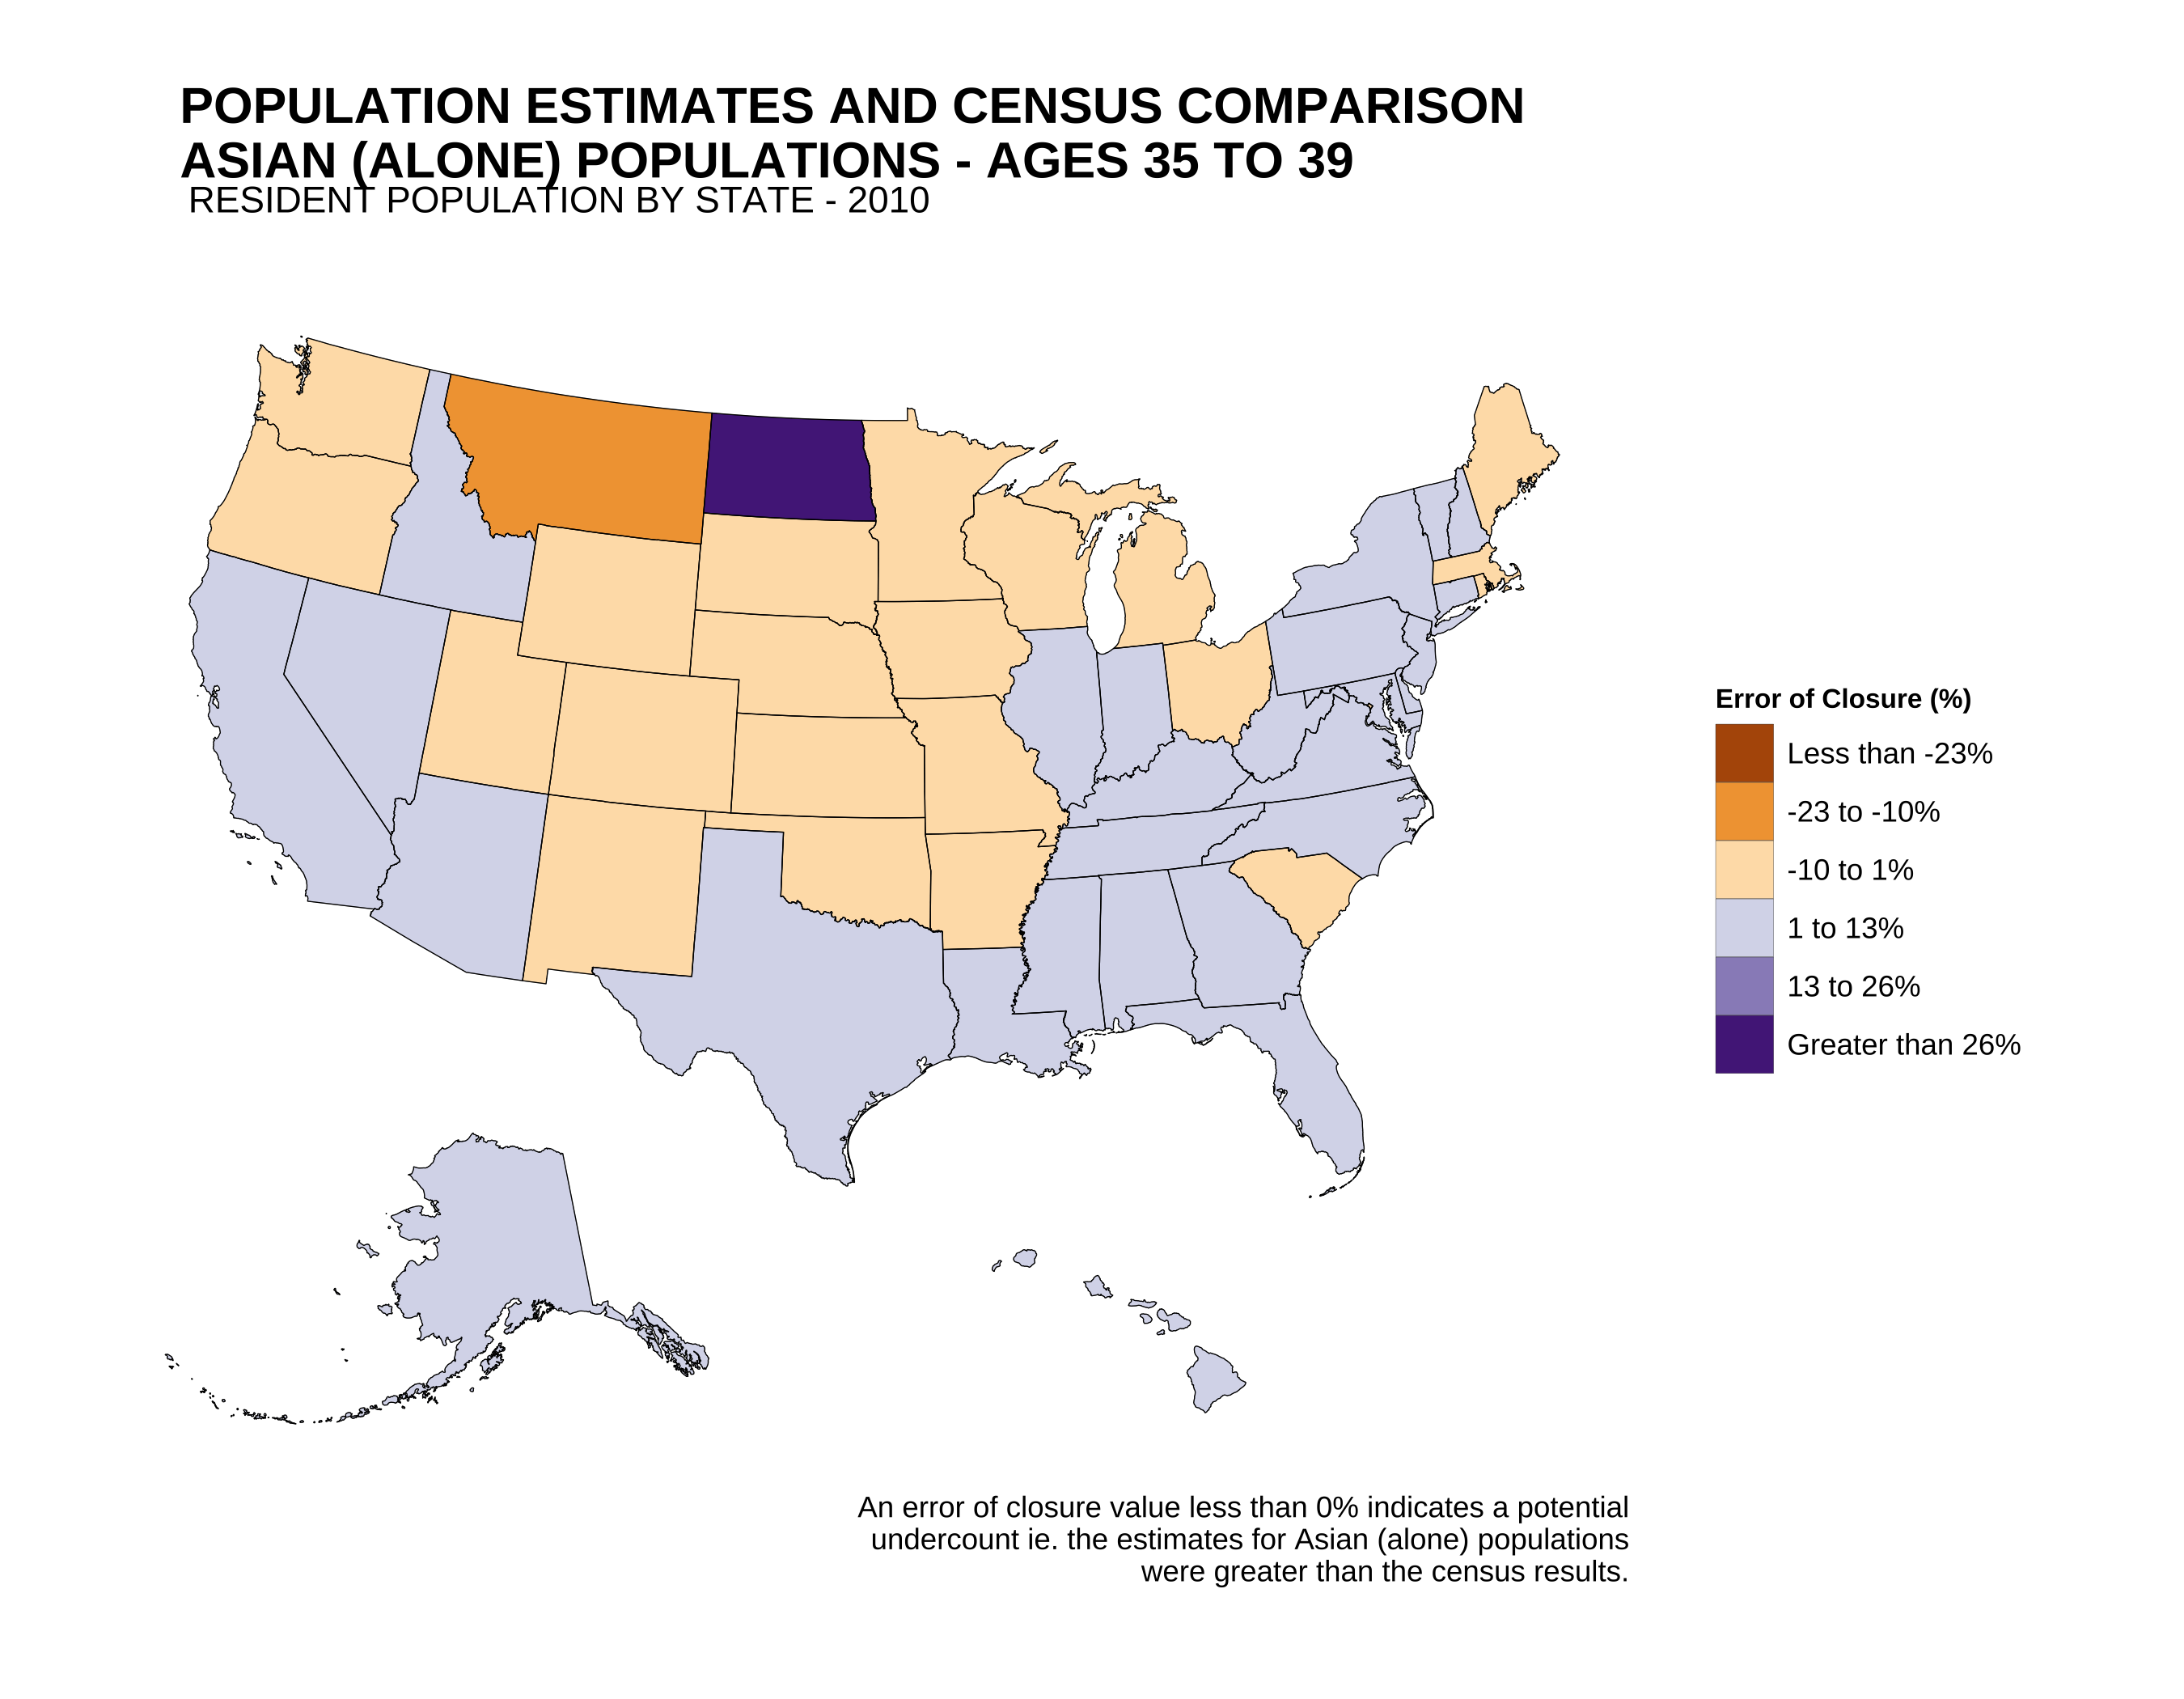 POPULATION ESTIMATES AND CENSUS COMPARISON
ASIAN (ALONE) POPULATIONS - AGES 35 TO 39
RESIDENT POPULATION BY STATE - 2010
Error of Closure (%)
Less than -23%
-23 to -10%
-10 to 1%
1 to 13%
13 to 26%
Greater than 26%
An error of closure value less than 0% indicates a potential
undercount ie. the estimates for Asian (alone) populations
were greater than the census results.